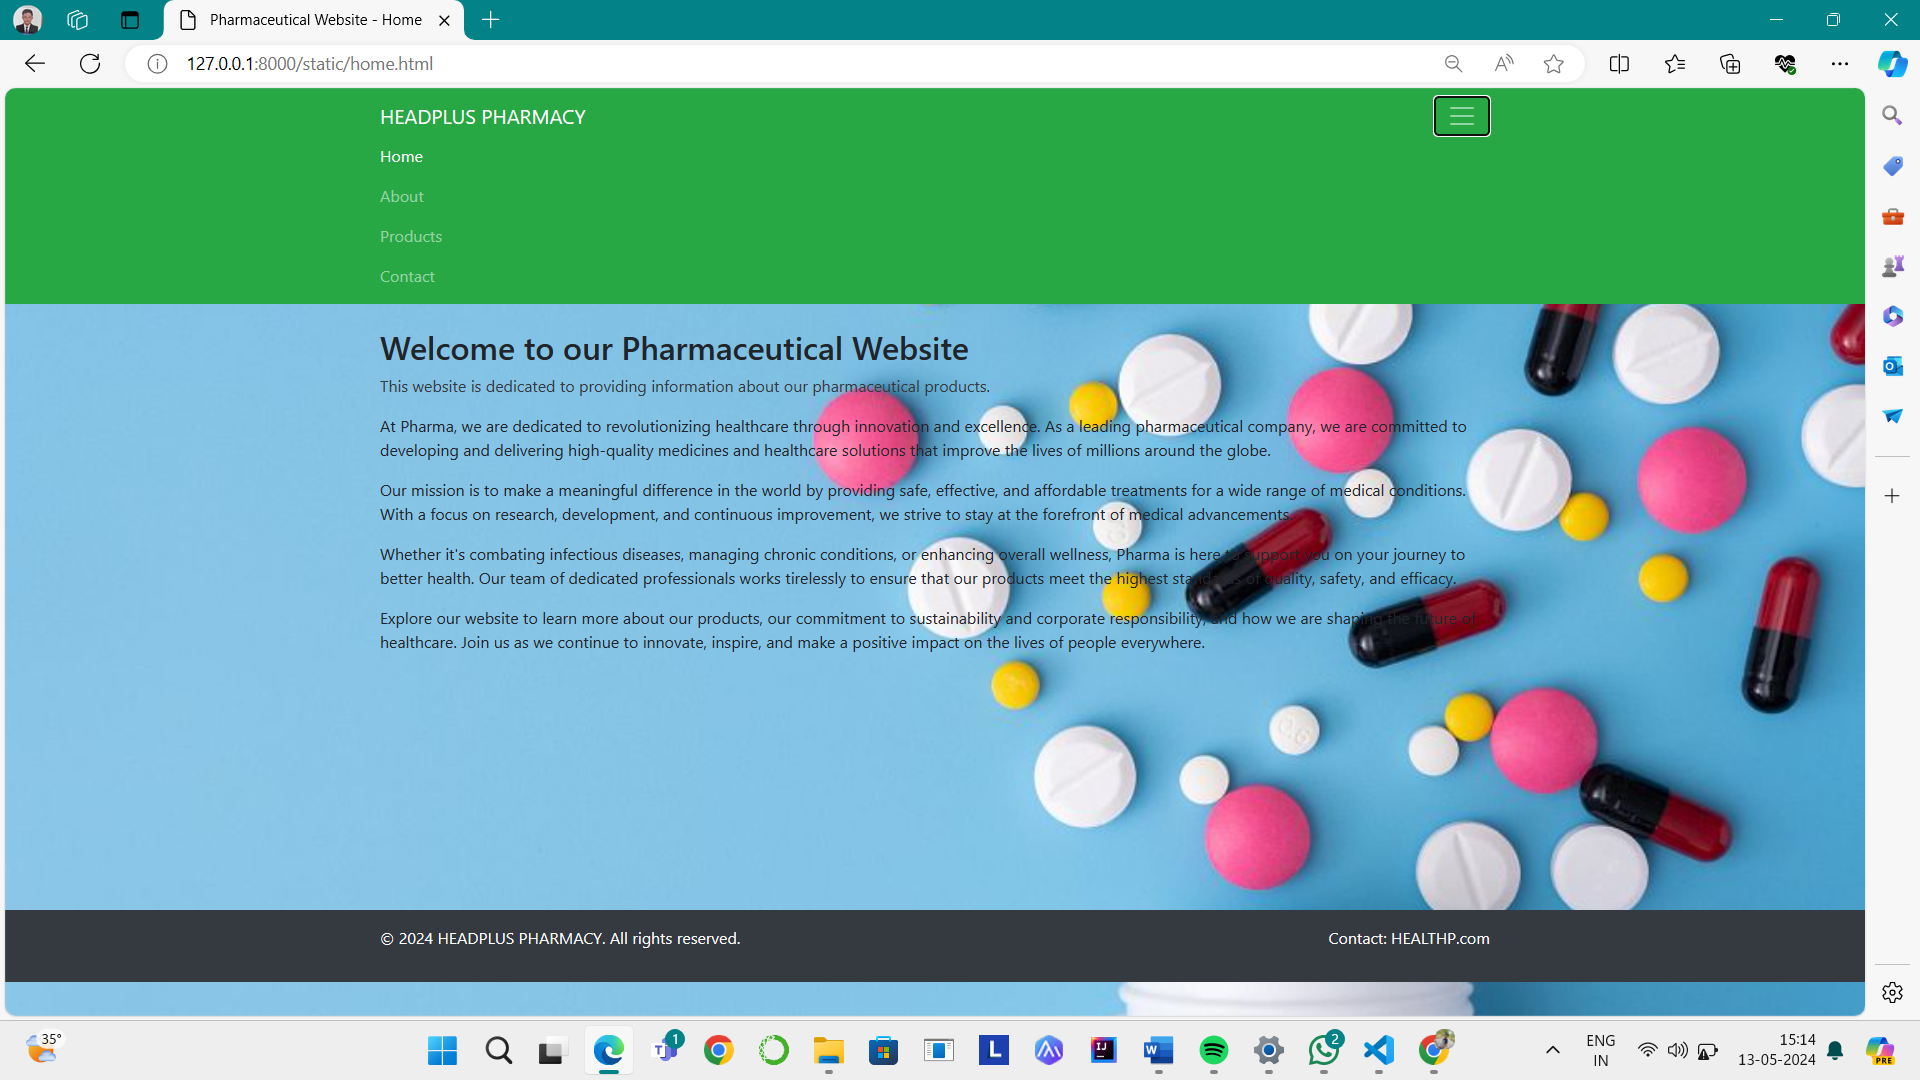 Pharmaceutical Website - Home
127.0.0.1:8000/static/home.html
HEADPLUS PHARMACY
Home
About
Products
Contact
Welcome to our Pharmaceutical Website
This website is dedicated to providing information about our pharmaceutical products.
At Pharma, we are dedicated to revolutionizing healthcare through innovation and excellence. As a leading pharmaceutical company, we are committed to
developing and delivering high-quality medicines and healthcare solutions that improve the lives of millions around the globe.
Our mission is to make a meaningful difference in the world by providing safe, effective, and affordable treatments for a wide range of medical conditions.
With a focus on research, development, and continuous improvement, we strive to stay at the forefront of medical advancements.
Whether it's combating infectious diseases, managing chronic conditions, or enhancing overall wellness, Pharma is here to support you on your journey to
better health. Our team of dedicated professionals works tirelessly to ensure that our products meet the highest standards of quality, safety, and efficacy.
Explore our website to learn more about our products, our commitment to sustainability and corporate responsibility, and how we are shaping the future of
healthcare. Join us as we continue to innovate, inspire, and make a positive impact on the lives of people everywhere.
© 2024 HEADPLUS PHARMACY. All rights reserved.
Contact: HEALTHP.com
35°
1
2
ENG
IN
15:14
13-05-2024
PRE